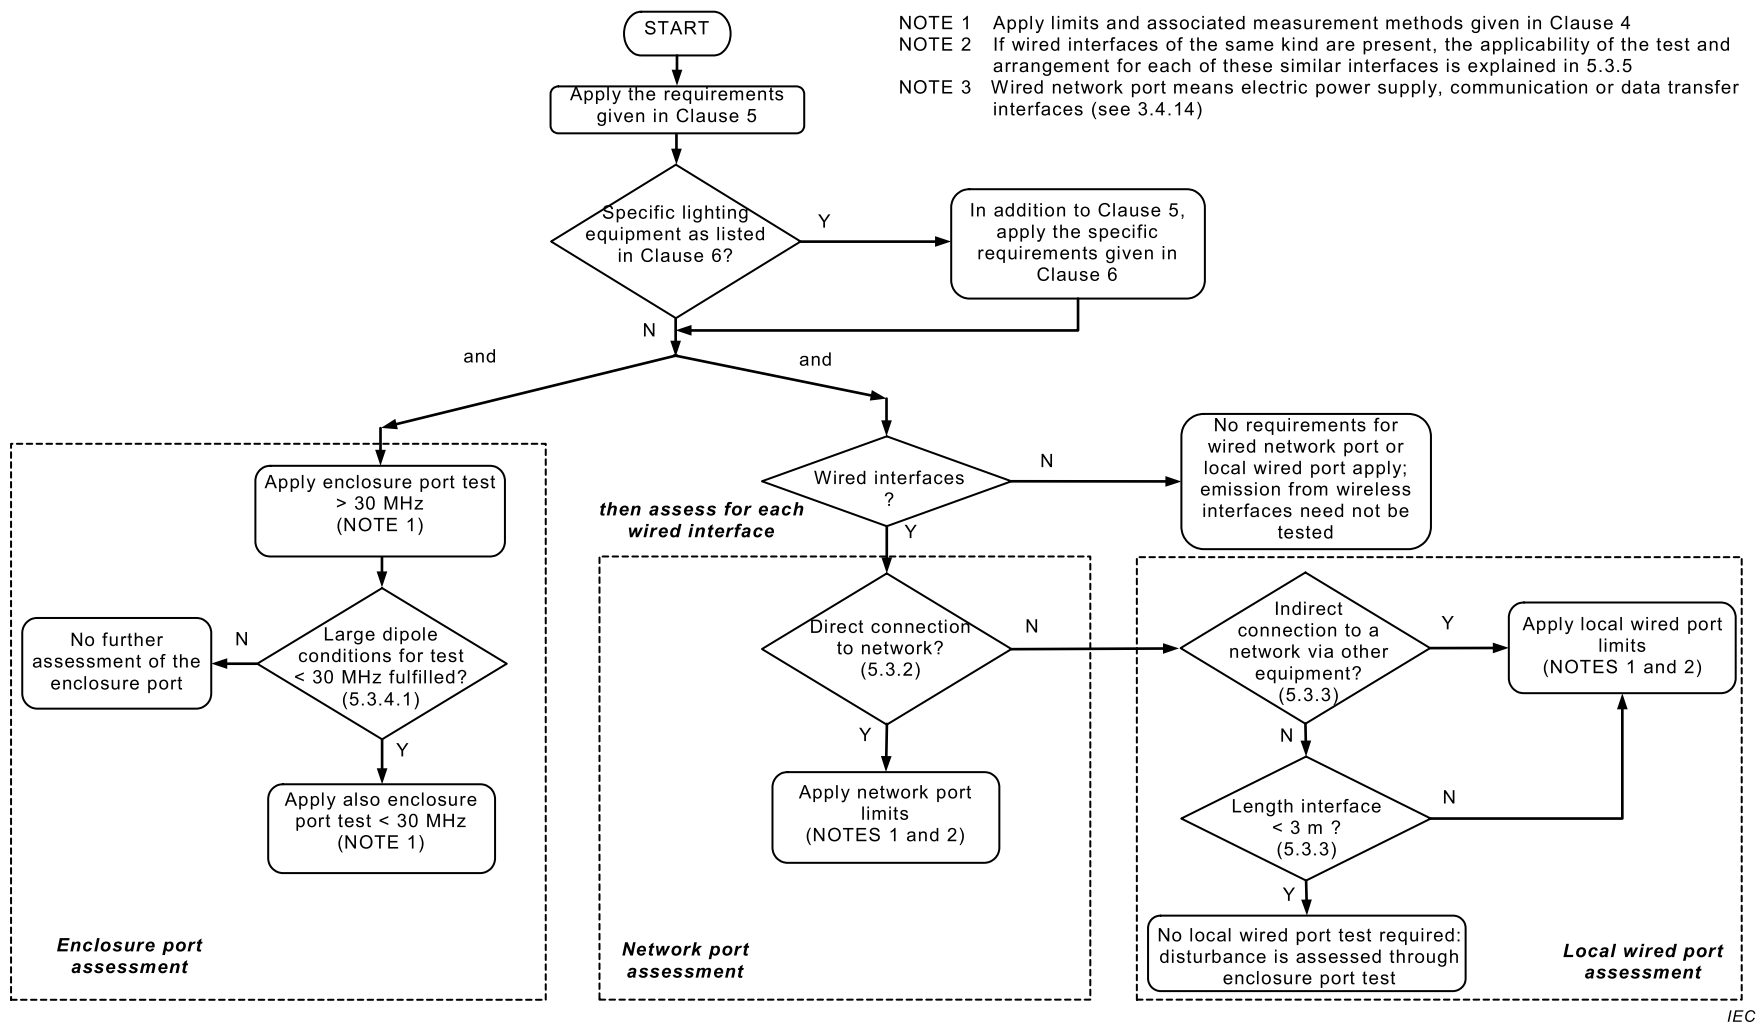 START
NOTE 1 Apply limits and associated measurement methods given in Clause 4
NOTE 2 If wired interfaces of the same kind are present, the applicability of the test and
arrangement for each of these similar interfaces is explained in 5.3.5
NOTE 3 Wired network port means electric power supply, communication or data transfer
interfaces (see 3.4.14)
Apply the requirements
given in Clause 5
Specific lighting
equipment as listed
in Clause 6?
Y
In addition to Clause 5,
apply the specific
requirements given in
Clause 6
N
and
and
Apply enclosure port test
> 30 MHz
(NOTE 1)
Large dipole
conditions for test
< 30 MHz fulfilled?
(5.3.4.1)
N
No further
assessment of the
enclosure port
Y
Apply also enclosure
port test < 30 MHz
(NOTE 1)
Enclosure port
assessment
Wired interfaces
?
N
No requirements for
wired network port or
local wired port apply;
emission from wireless
interfaces need not be
tested
then assess for each
wired interface
Y
Direct connection
to network?
(5.3.2)
N
Y
Apply network port
limits
(NOTES 1 and 2)
Network port
assessment
Indirect
connection to a
network via other
equipment?
(5.3.3)
Y
Apply local wired port
limits
(NOTES 1 and 2)
N
Length interface
< 3 m ?
(5.3.3)
N
Y
No local wired port test required:
disturbance is assessed through
enclosure port test
Local wired port
assessment
IEC